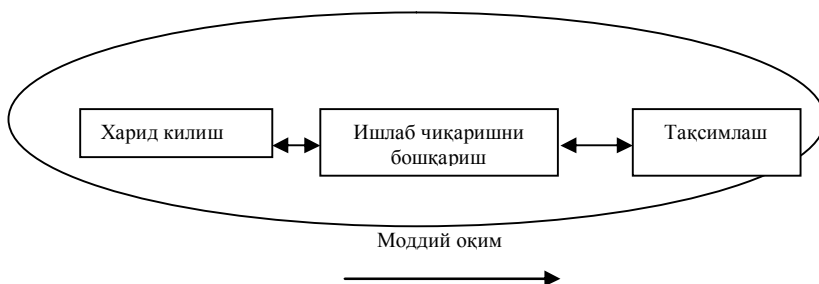 Харид килиш
Ишлаб чиқаришни
бошқариш
Тақсимлаш
Моддий оқим